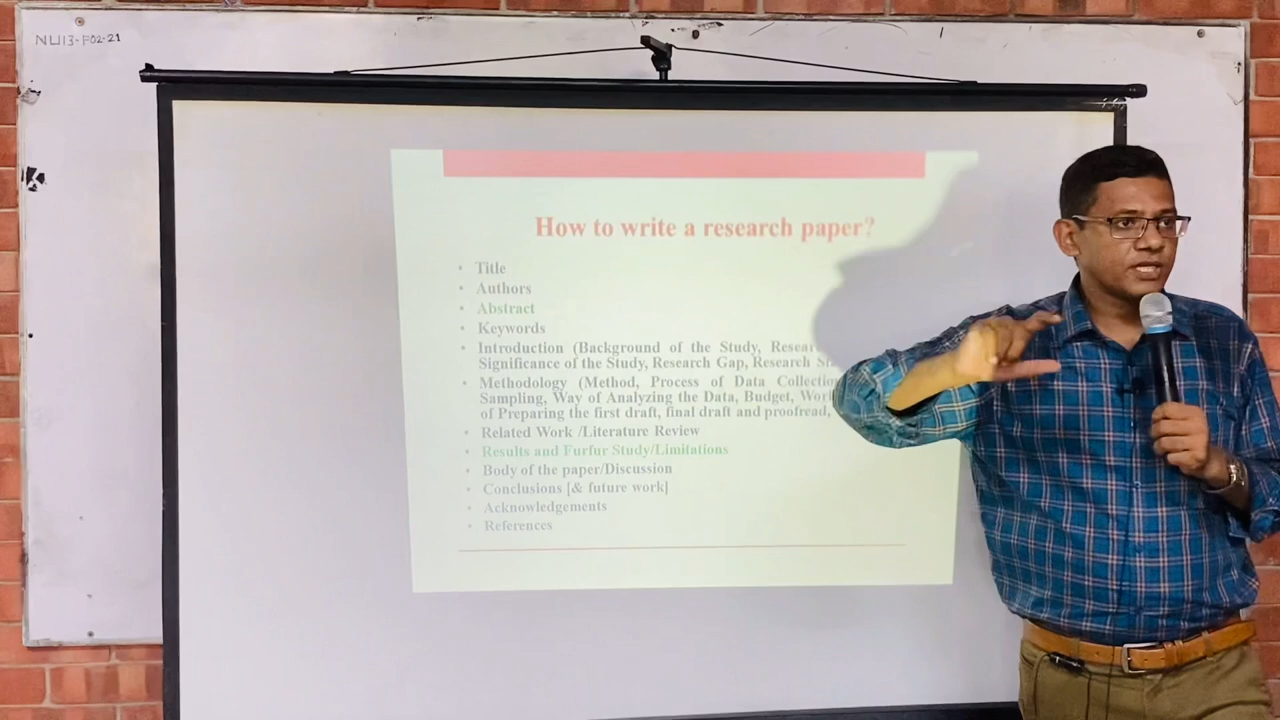 NU13-F02-21
How to write a research paper?
• Title
• Authors
• Abstract
• Keywords
• Introduction (Background of the Study,
Significance of the Study, Research Gap, Research
• Methodology (Method, Process of Data
Sampling, Way of Analyzing the Data, Budget,
of Preparing the first draft, final draft and proofread,
• Related Work /Literature Review
• Results and Furfur Study/Limitations
• Body of the paper/Discussion
• Conclusions [& future work]
• Acknowledgements
• References